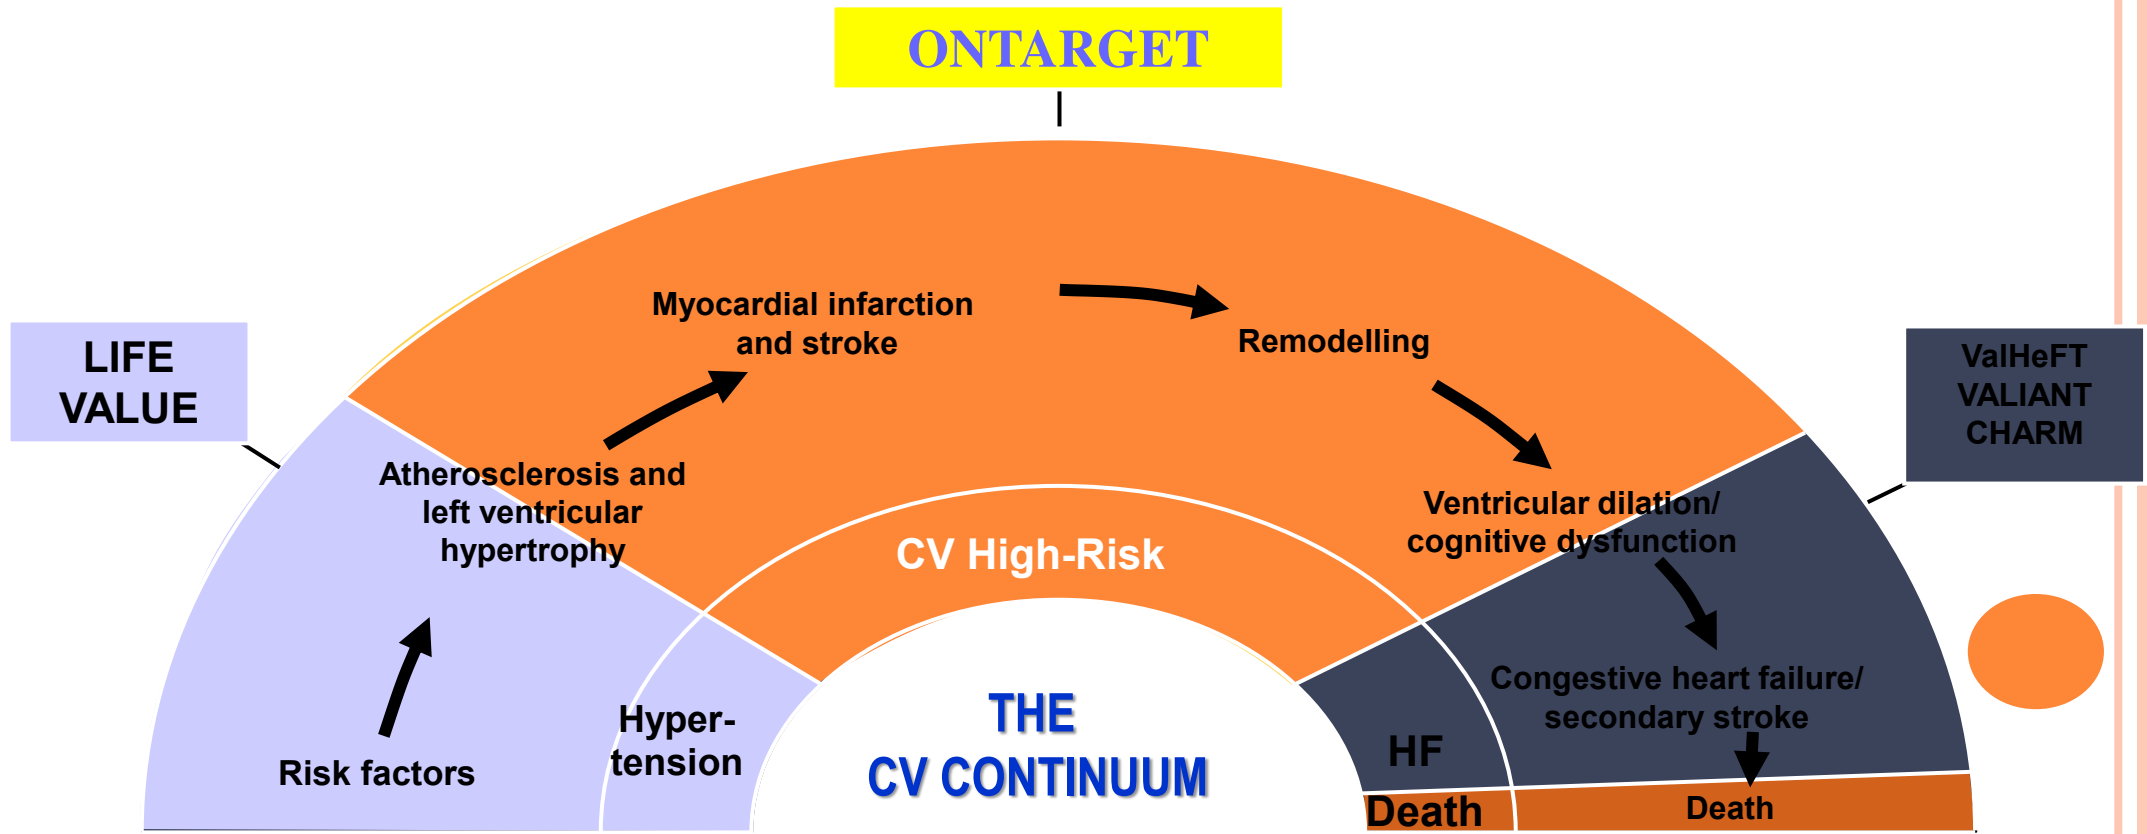 ONTARGET
LIFE
VALUE
Myocardial infarction
and stroke
Remodelling
ValHeFT
VALIANT
CHARM
Atherosclerosis and
left ventricular
hypertrophy
Ventricular dilation/
cognitive dysfunction
CV High-Risk
Congestive heart failure/
secondary stroke
Risk factors
Hyper-
tension
THE
CV CONTINUUM
HF
Death
Death